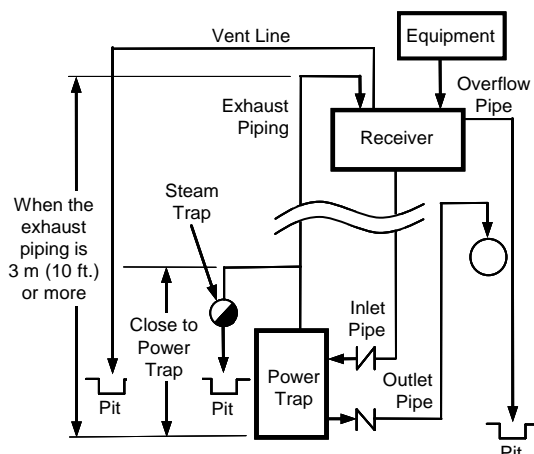 Vent Line
Equipment
Overflow
Pipe
Exhaust
Piping
Receiver
Steam
Trap
When the
exhaust
piping is
3 m (10 ft.)
or more
Close to
Power
Trap
Inlet
Pipe
Power
Trap
Outlet
Pipe
Pit
Pit
Pit